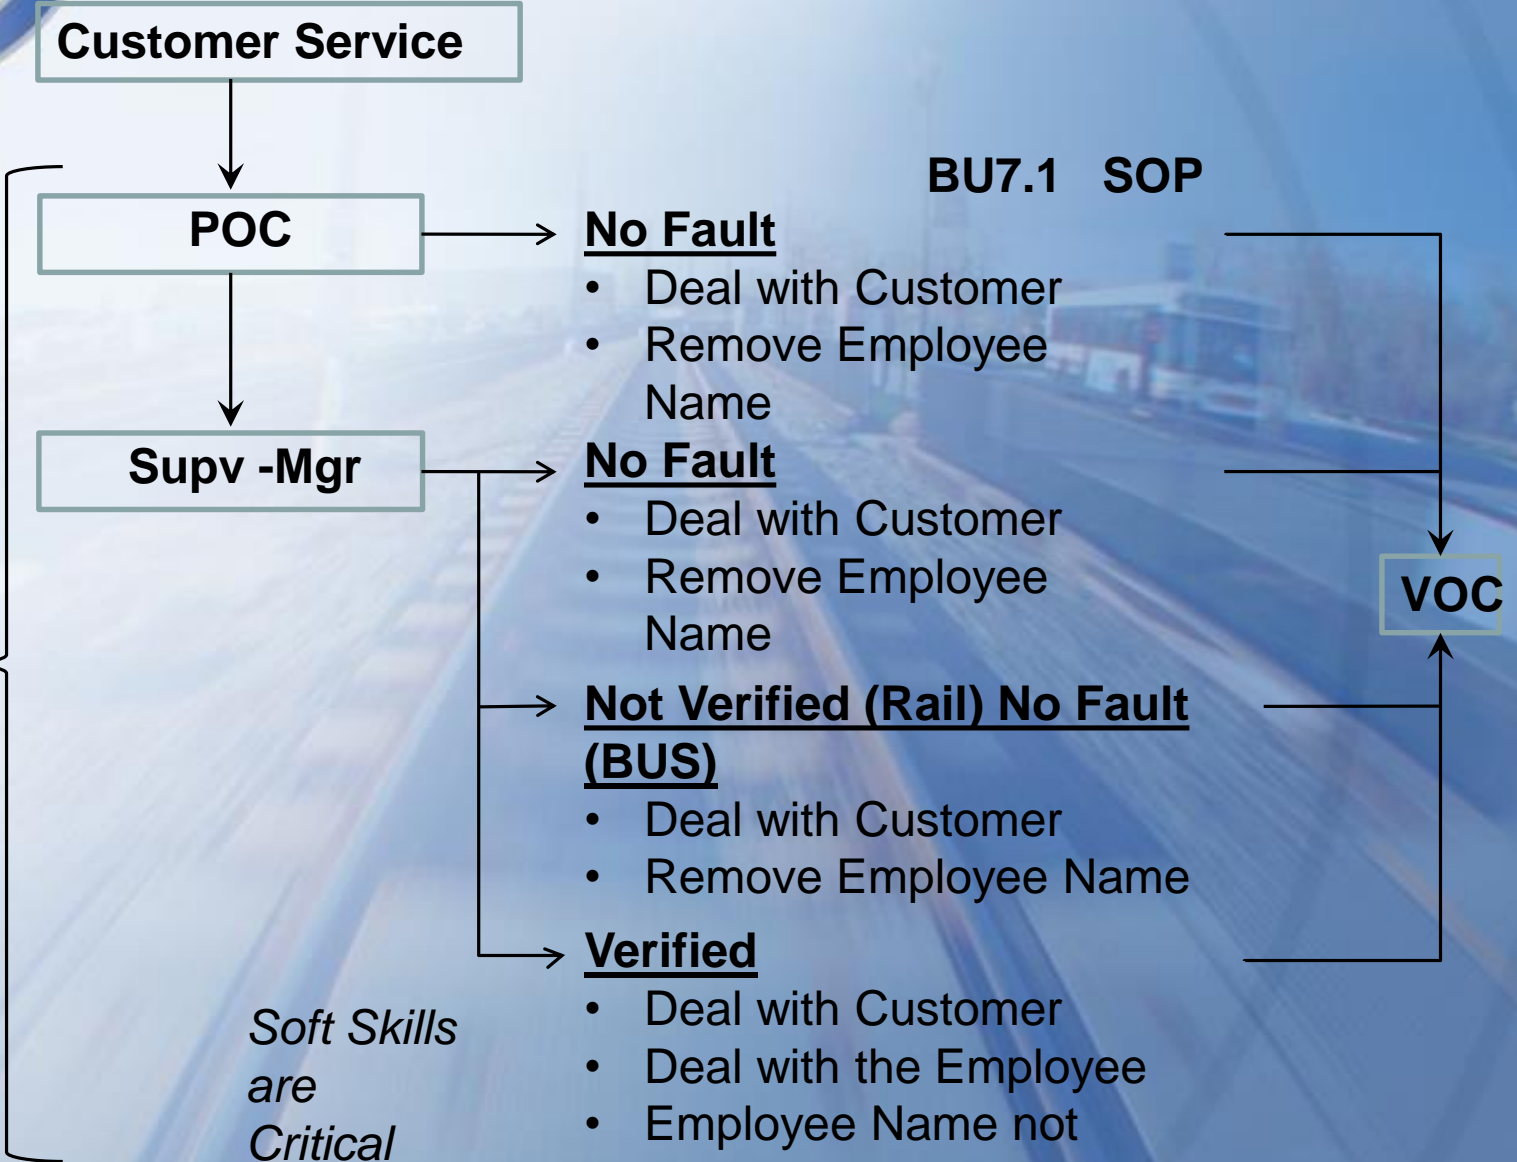 Customer Service
BU7.1 SOP
POC
No Fault
• Deal with Customer
• Remove Employee
Name
Supv -Mgr
No Fault
• Deal with Customer
• Remove Employee
Name
VOC
Not Verified (Rail) No Fault
(BUS)
• Deal with Customer
• Remove Employee Name
Verified
• Deal with Customer
• Deal with the Employee
• Employee Name not
Soft Skills
are
Critical